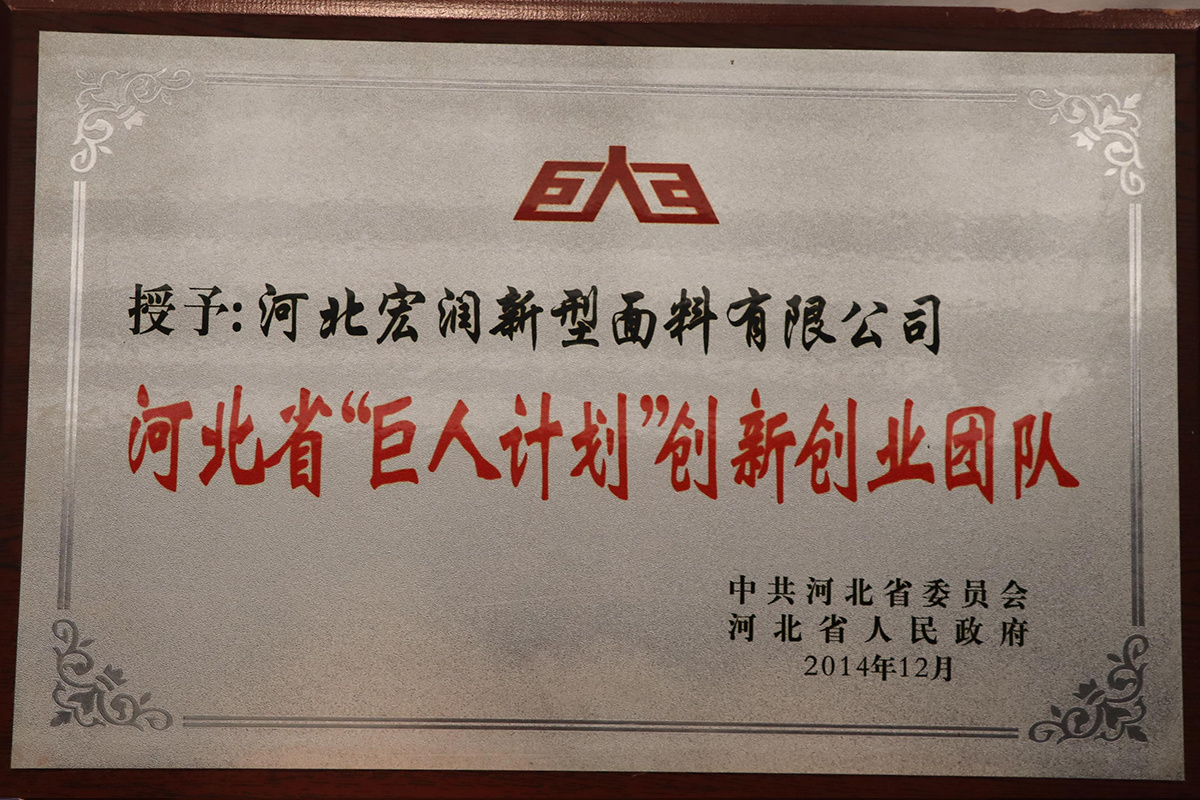 巨人
授予:河北宏润新型面料有限公司
河北省“巨人计划”创新创业团队
中共河北省委员会
河北省人民政府
2014年12月